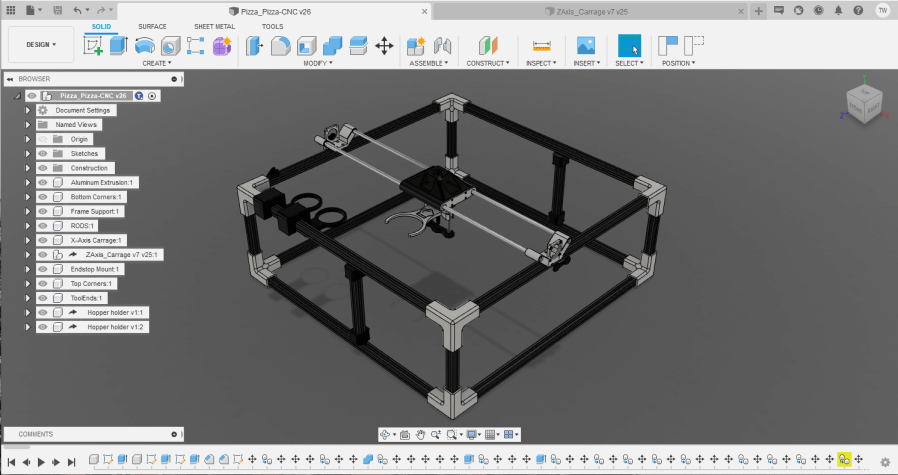 Pizza_Pizza-CNC v26
ZAxis_Carrage v7 v25
TW
DESIGN
SOLID
SURFACE
SHEET METAL
TOOLS
CREATE
MODIFY
ASSEMBLE
CONSTRUCT
INSPECT
INSERT
SELECT
POSITION
BROWSER
Pizza_Pizza-CNC v26
Document Settings
Named Views
Origin
Sketches
Construction
Aluminum Extrusion:1
Bottom Corners:1
Frame Support:1
RODS:1
X-Axis Carrage:1
ZAxis_Carrage v7 v25:1
Endstop Mount:1
Top Corners:1
ToolEnds:1
Hopper holder v1:1
Hopper holder v1:2
COMMENTS